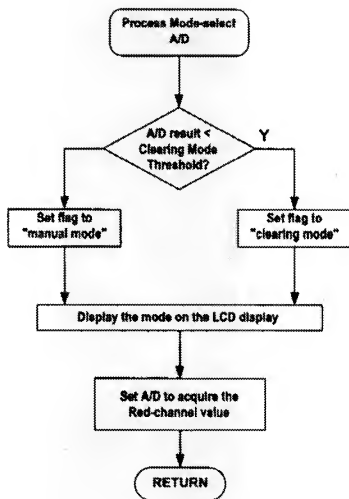 Process Mode-select
A/D
A/D result <
Clearing Mode
Threshold?
Y
Set flag to
"manual mode"
Set flag to
"clearing mode"
Display the mode on the LCD display
Set A/D to acquire the
Red-channel value
RETURN